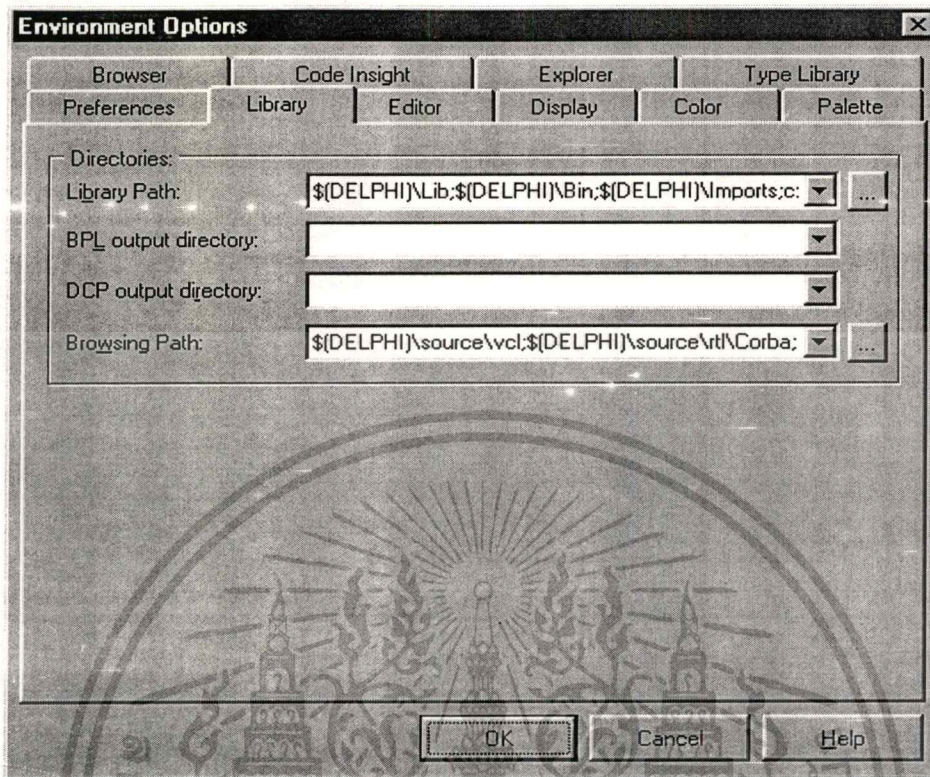 Environment Options
Browser Code Insight Explorer Type Library
Preferences Library Editor Display Color Palette
Directories:
Library Path: $(DELPHI)\Lib;$(DELPHI)\Bin;$(DELPHI)\Imports;c: ...
BPL output directory:
DCP output directory:
Browsing Path: $(DELPHI)\source\vcl;$(DELPHI)\source\rtl\Corba; ...
OK Cancel Help